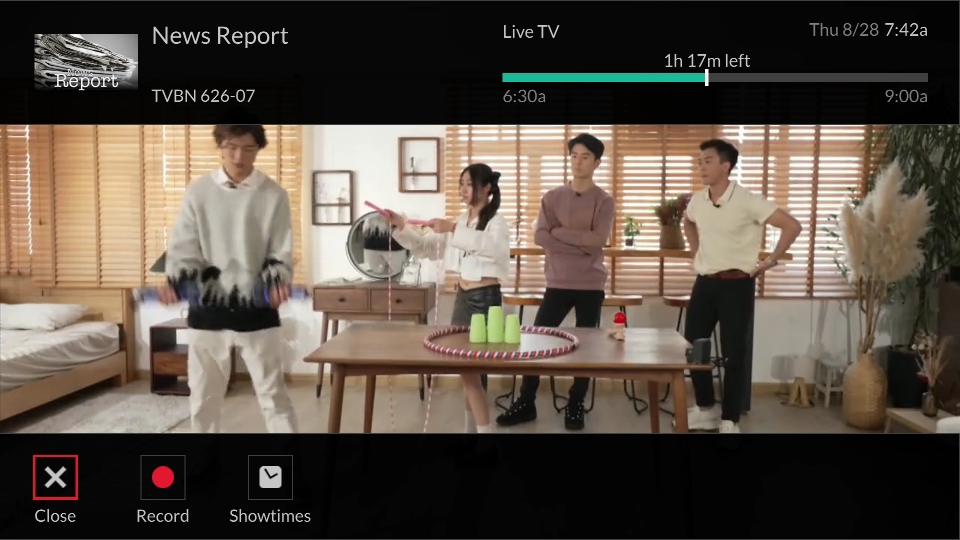 Report
News Report
TVBN 626-07
Live TV
Thu 8/28 7:42a
1h 17m left
6:30a
9:00a
Close
Record
Showtimes